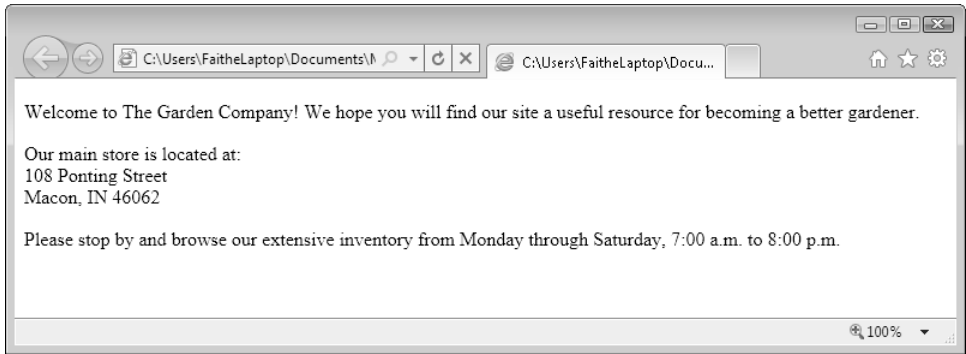 C:\Users\FaitheLaptop\Documents\
C:\Users\FaitheLaptop\Docu...
Welcome to The Garden Company! We hope you will find our site a useful resource for becoming a better gardener.
Our main store is located at:
108 Ponting Street
Macon, IN 46062
Please stop by and browse our extensive inventory from Monday through Saturday, 7:00 a.m. to 8:00 p.m.
100%